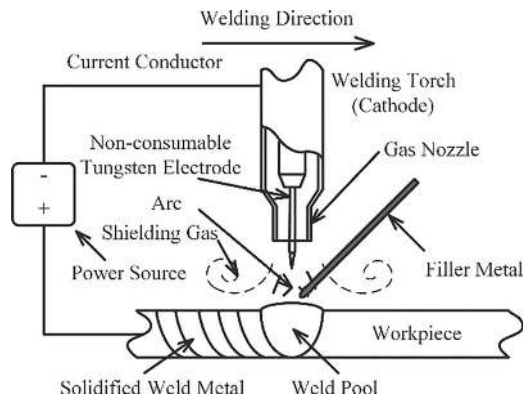 Welding Direction
Current Conductor
Welding Torch
(Cathode)
Non-consumable
Tungsten Electrode
Gas Nozzle
-
+
Arc
Shielding Gas
Power Source
Filler Metal
Workpiece
Solidified Weld Metal
Weld Pool